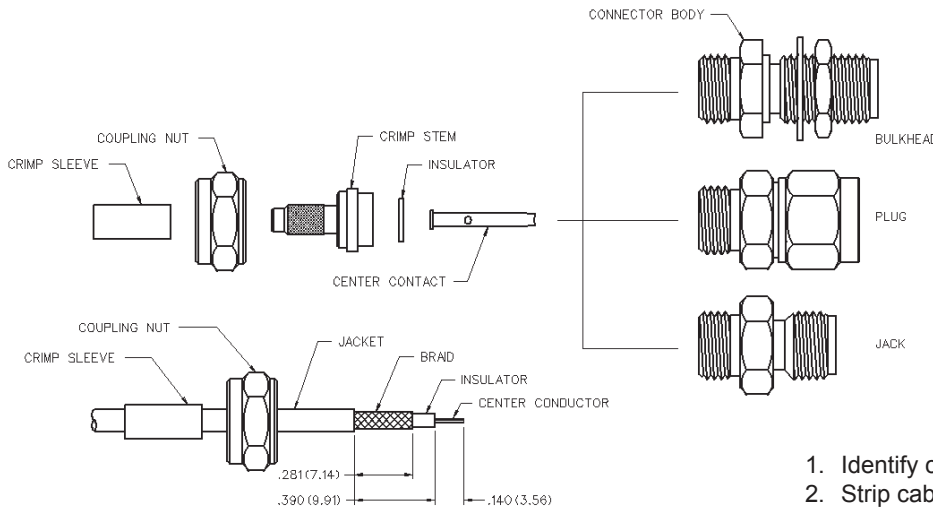 CONNECTOR BODY
BULKHEAD
COUPLING NUT
CRIMP STEM
CRIMP SLEEVE
INSULATOR
PLUG
CENTER CONTACT
COUPLING NUT
JACKET
CRIMP SLEEVE
BRAID
JACK
INSULATOR
CENTER CONDUCTOR
.281(7.14)
.390(9.91)
.140(3.56)
1. Identify
2. Strip cab